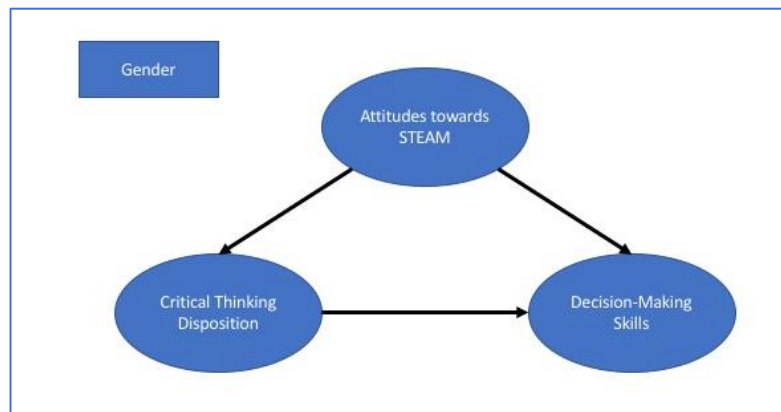 Gender
Attitudes towards
STEAM
Critical Thinking
Disposition
Decision-Making
Skills